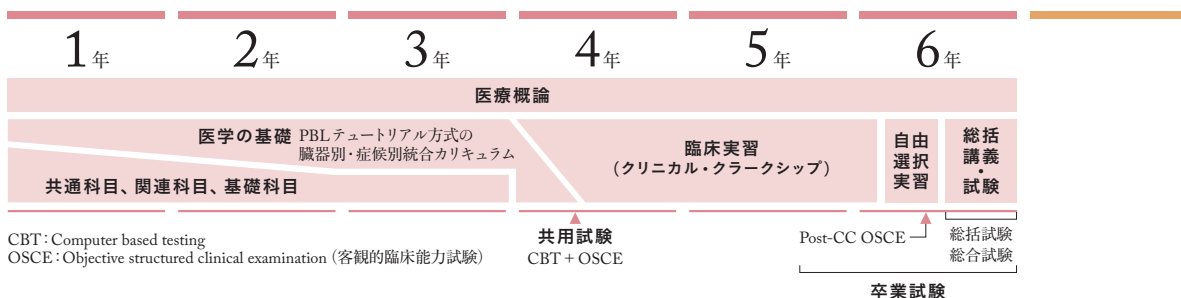 1年 2年 3年 4年 5年 6年
医療概論
医学の基礎 PBLテュートリアル方式の
臓器別・症候別統合カリキュラム
共通科目、関連科目、基礎科目
臨床実習
(クリニカル・クラークシップ)
自由
選択
実習
総括
講義
・
試験
CBT:Computer based testing
OSCE:Objective structured clinical examination(客観的臨床能力試験)
共用試験
CBT + OSCE
Post-CC OSCE
総括試験
総合試験
卒業試験